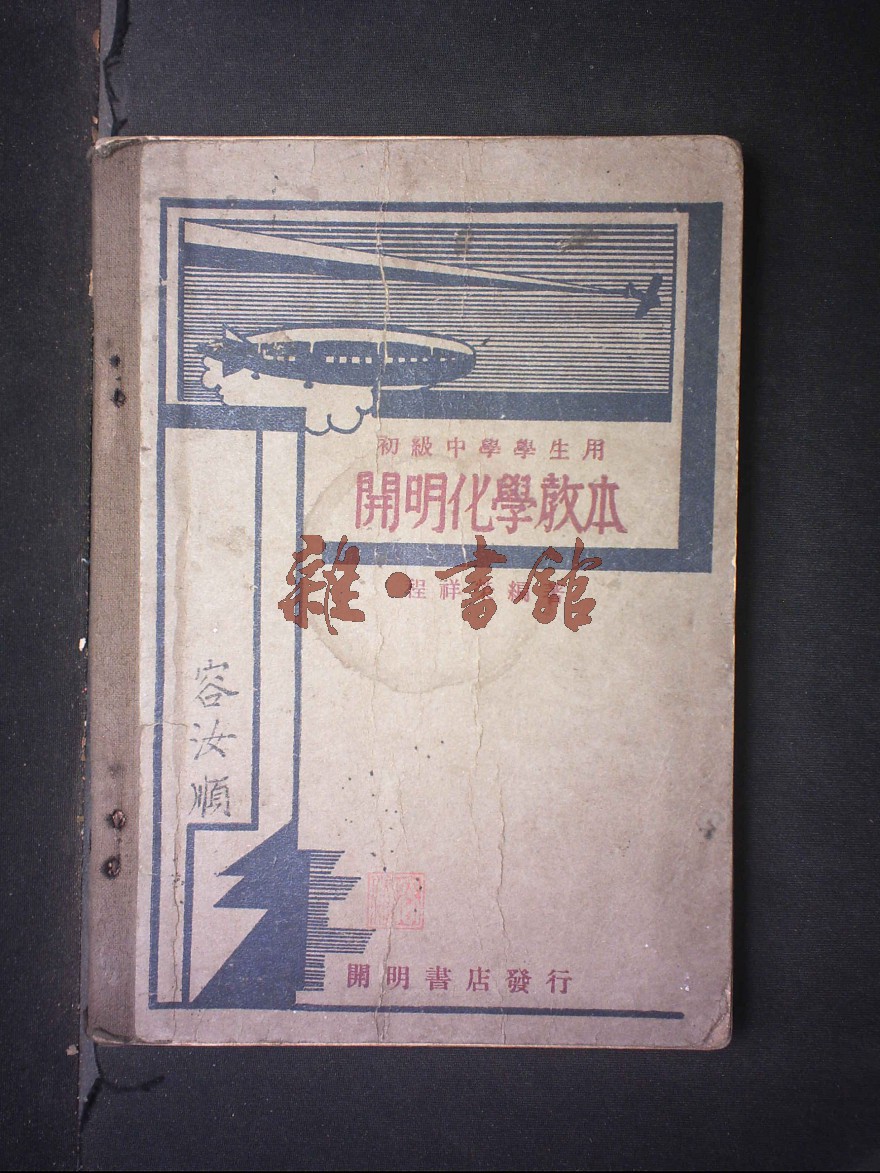 初級中學學生用
開明化學教本
雜·書館
程祥
容汝順
開明書店發行